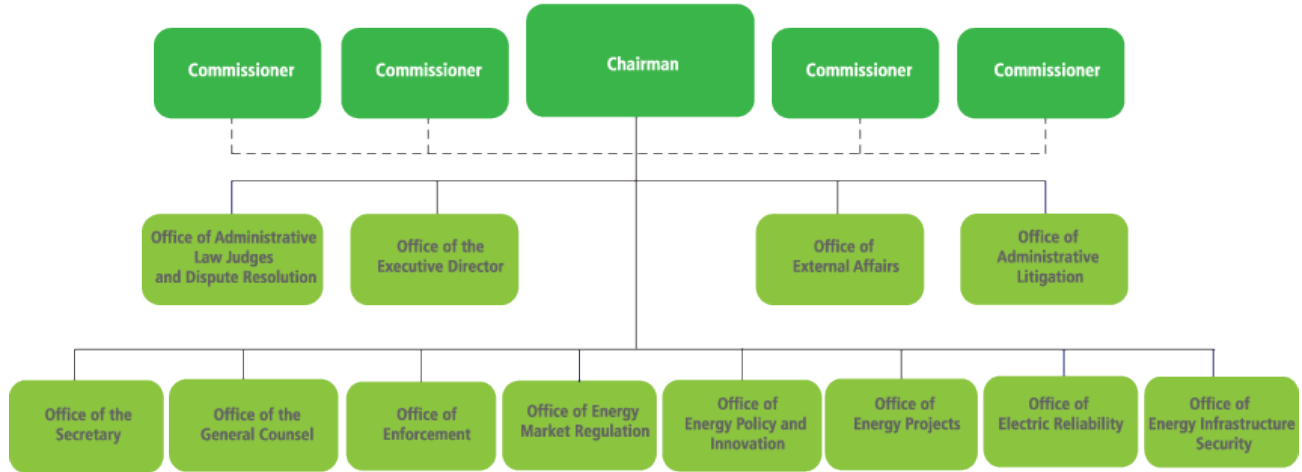 Commissioner
Commissioner
Chairman
Commissioner
Commissioner
Office of Administrative
Law Judges
and Dispute Resolution
Office of the
Executive Director
Office of
External Affairs
Office of
Administrative
Litigation
Office of the
Secretary
Office of the
General Counsel
Office of
Enforcement
Office of Energy
Market Regulation
Office of
Energy Policy and
Innovation
Office of
Energy Projects
Office of
Electric Reliability
Office of
Energy Infrastructure
Security